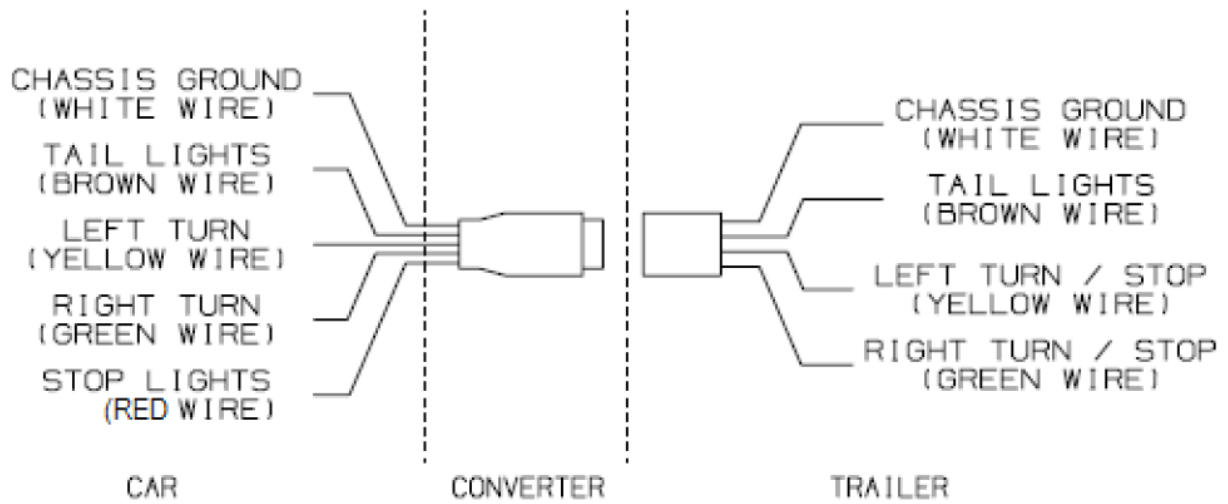 CHASSIS GROUND
(WHITE WIRE)
TAIL LIGHTS
(BROWN WIRE)
LEFT TURN
(YELLOW WIRE)
RIGHT TURN
(GREEN WIRE)
STOP LIGHTS
(RED WIRE)
CHASSIS GROUND
(WHITE WIRE)
TAIL LIGHTS
(BROWN WIRE)
LEFT TURN / STOP
(YELLOW WIRE)
RIGHT TURN / STOP
(GREEN WIRE)
CAR
CONVERTER
TRAILER